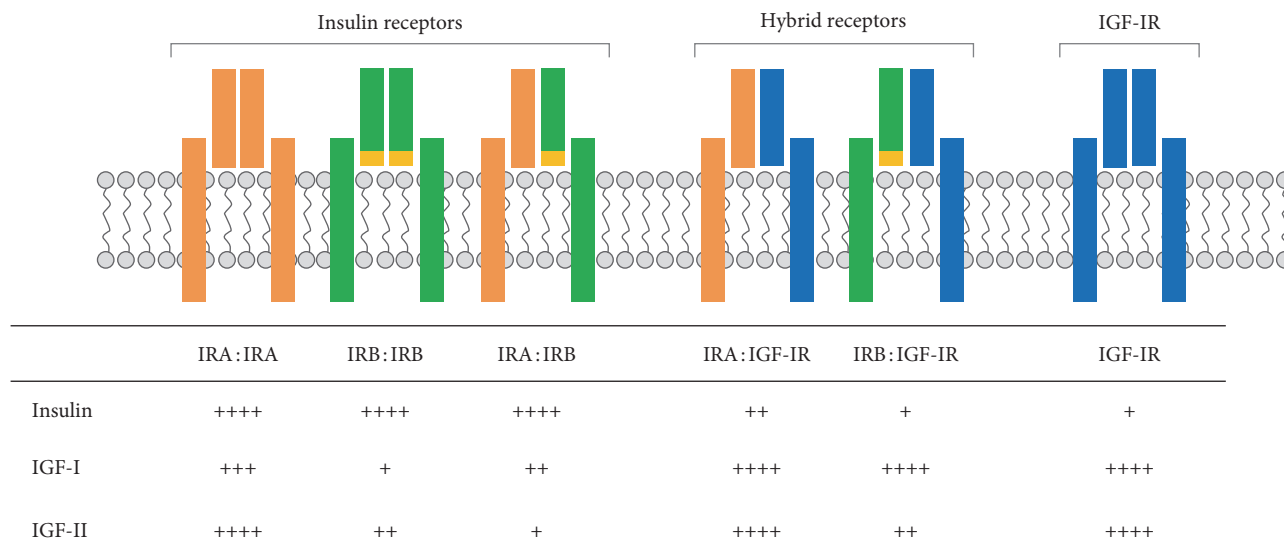 Insulin receptors Hybrid receptors IGF-IR
IRA : IRA IRB : IRB IRA : IRB IRA : IGF-IR IRB : IGF-IR IGF-IR
Insulin ++++ ++++ ++++ ++ + +
IGF-I +++ + ++ ++++ ++++ ++++
IGF-II ++++ ++ + ++++ ++ ++++